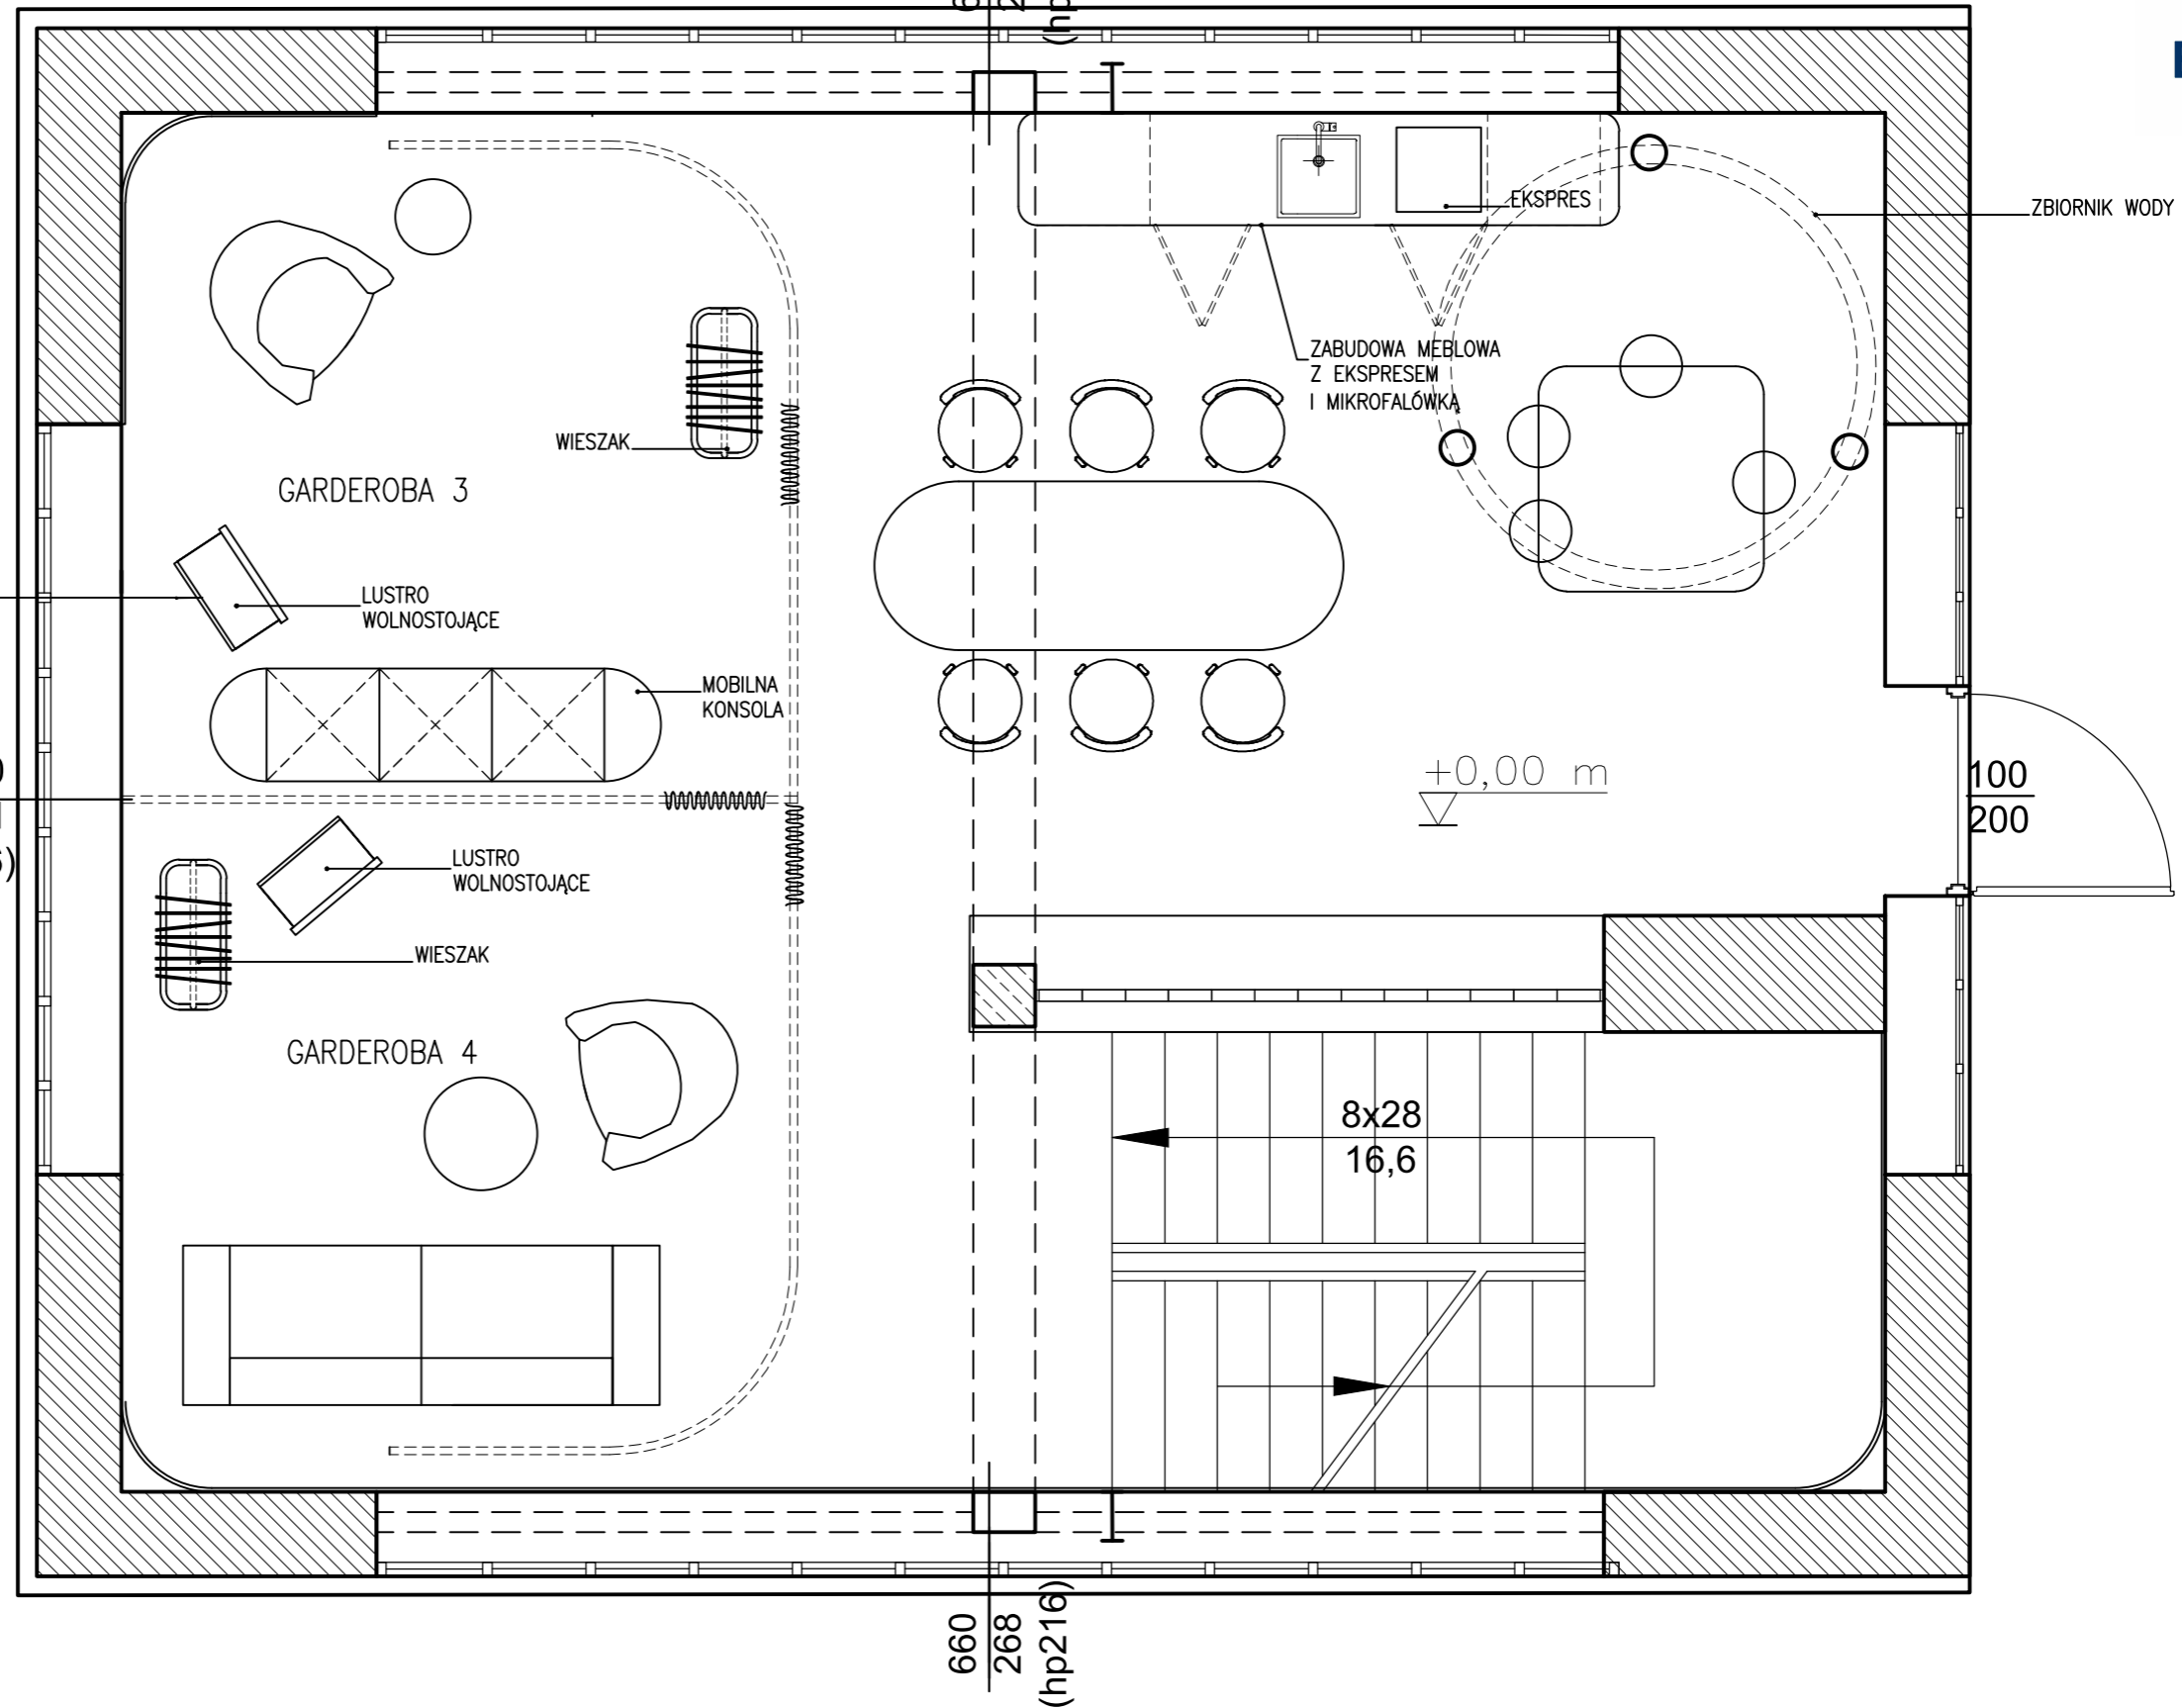 EKSPRES
ZBIORNIK WODY
ZABUDOWA MEBLOWA
Z EKSPRESEM
I MIKROFALÓWKĄ
WIESZAK
GARDEROBA 3
LUSTRO
WOLNOSTOJĄCE
MOBILNA
KONSOLA
+0,00 m
100
200
LUSTRO
WOLNOSTOJĄCE
WIESZAK
GARDEROBA 4
8x28
16,6
660
268
(hp216)